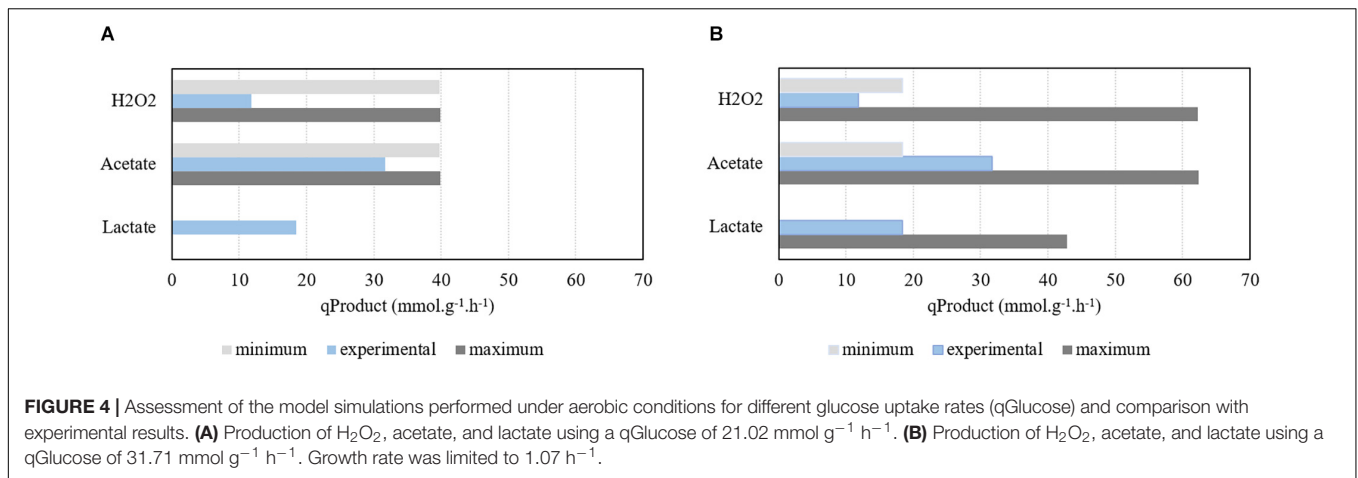 A
H2O2
Acetate
Lactate
0 10 20 30 40 50 60 70
qProduct (mmol.g⁻¹.h⁻¹)
minimum experimental maximum
B
H2O2
Acetate
Lactate
0 10 20 30 40 50 60 70
qProduct (mmol.g⁻¹.h⁻¹)
minimum experimental maximum
FIGURE 4 | Assessment of the model simulations performed under aerobic conditions for different glucose uptake rates (qGlucose) and comparison with
experimental results. (A) Production of H₂O₂, acetate, and lactate using a qGlucose of 21.02 mmol g⁻¹ h⁻¹. (B) Production of H₂O₂, acetate, and lactate using a
qGlucose of 31.71 mmol g⁻¹ h⁻¹. Growth rate was limited to 1.07 h⁻¹.